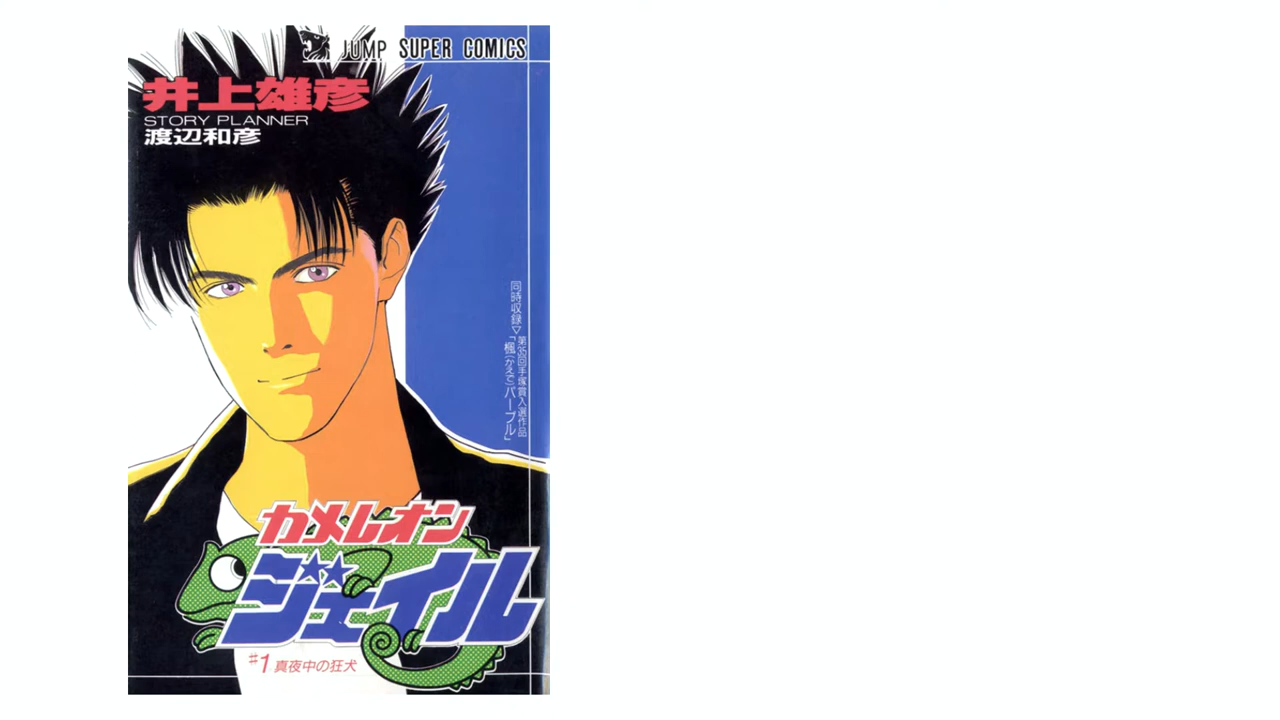 JUMP SUPER COMICS
井上雄彦
STORY PLANNER
渡辺和彦
同時収録▽「楓(かえで)パープル」
第35回手塚賞入選作品
カメレオン
ジェイル
#1 真夜中の狂犬